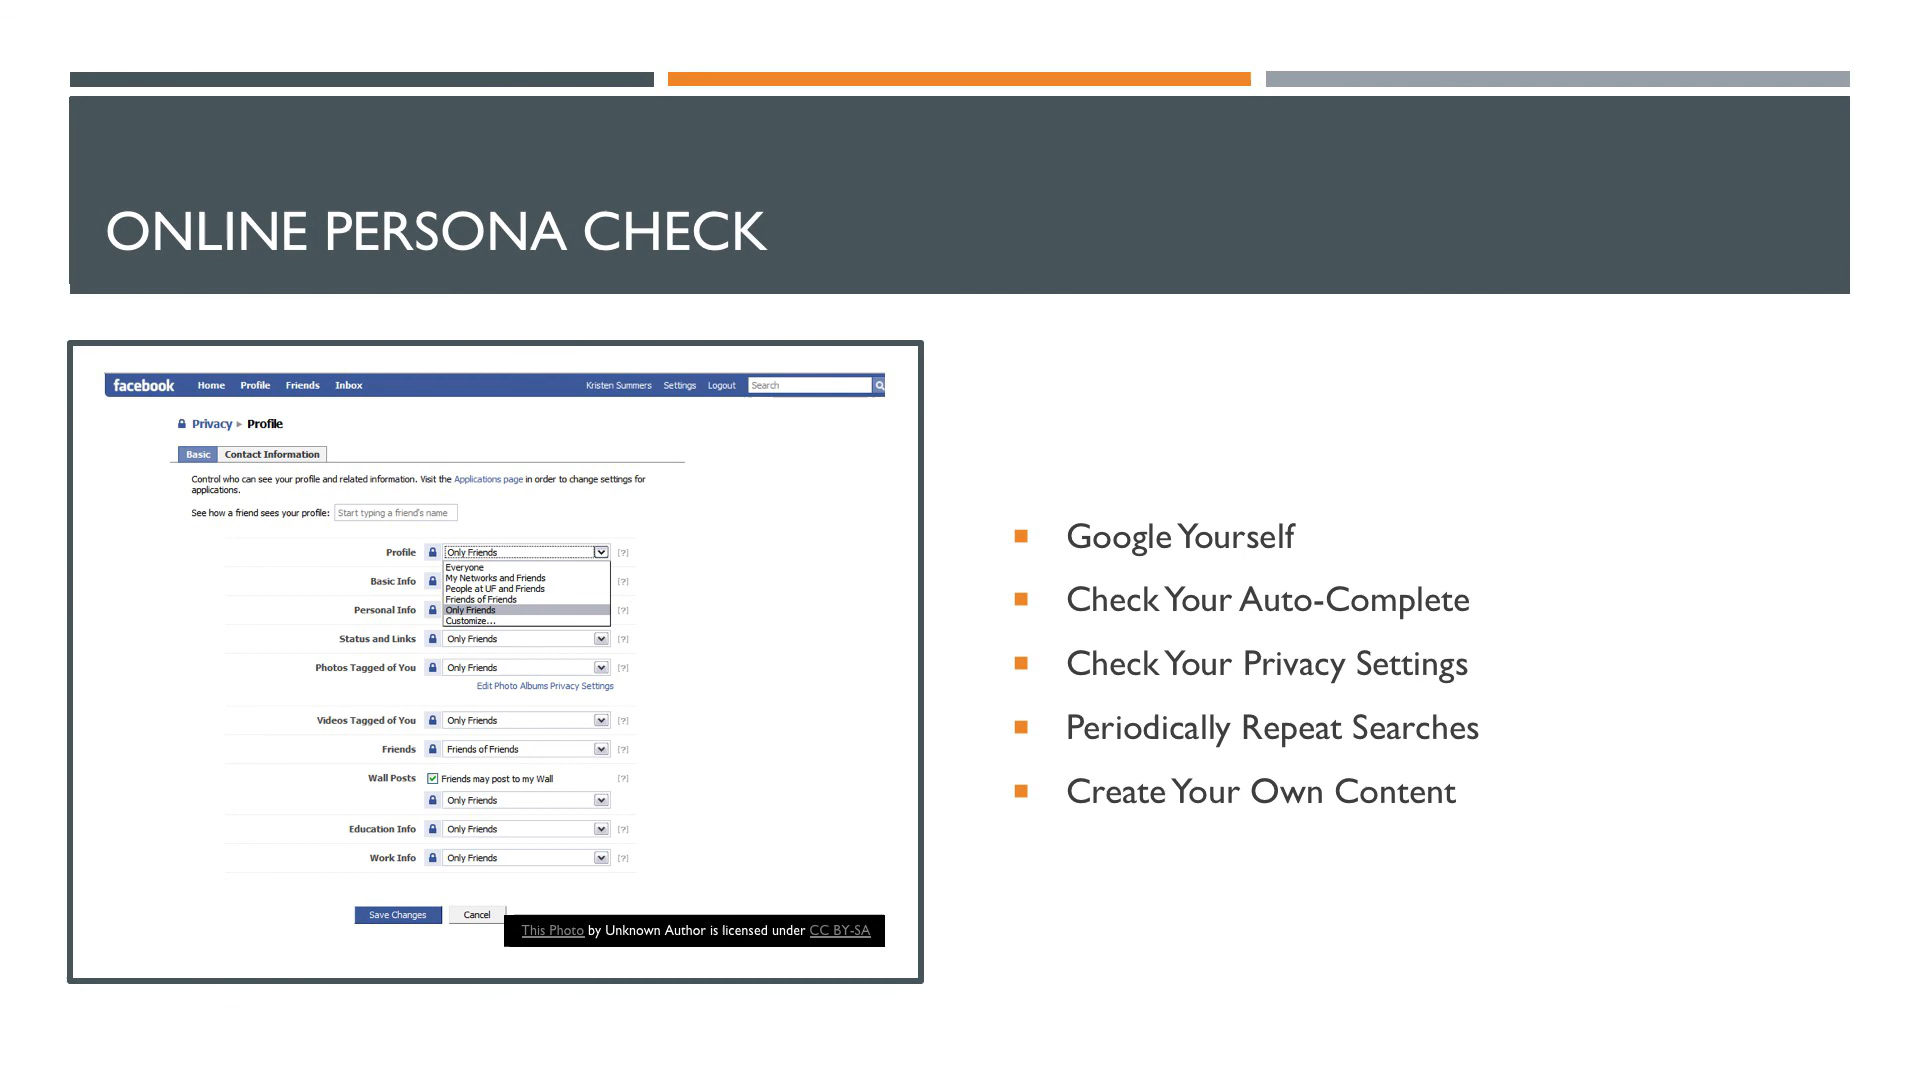 ONLINE PERSONA CHECK
facebook Home Profile Friends Inbox Kristen Summers Settings Logout Search
Privacy ▸ Profile
Basic Contact Information
Control who can see your profile and related information. Visit the Applications page in order to change settings for
applications.
See how a friend sees your profile: Start typing a friend's name
Profile Only Friends [?]
Everyone
My Networks and Friends
Basic Info [?]
People at UF and Friends
Friends of Friends
Personal Info Only Friends [?]
Customize...
Status and Links Only Friends [?]
Photos Tagged of You Only Friends [?]
Edit Photo Albums Privacy Settings
Videos Tagged of You Only Friends [?]
Friends Friends of Friends [?]
Wall Posts Friends may post to my Wall [?]
Only Friends
Education Info Only Friends [?]
Work Info Only Friends [?]
Save Changes Cancel
This Photo by Unknown Author is licensed under CC BY-SA
Google Yourself
Check Your Auto-Complete
Check Your Privacy Settings
Periodically Repeat Searches
Create Your Own Content